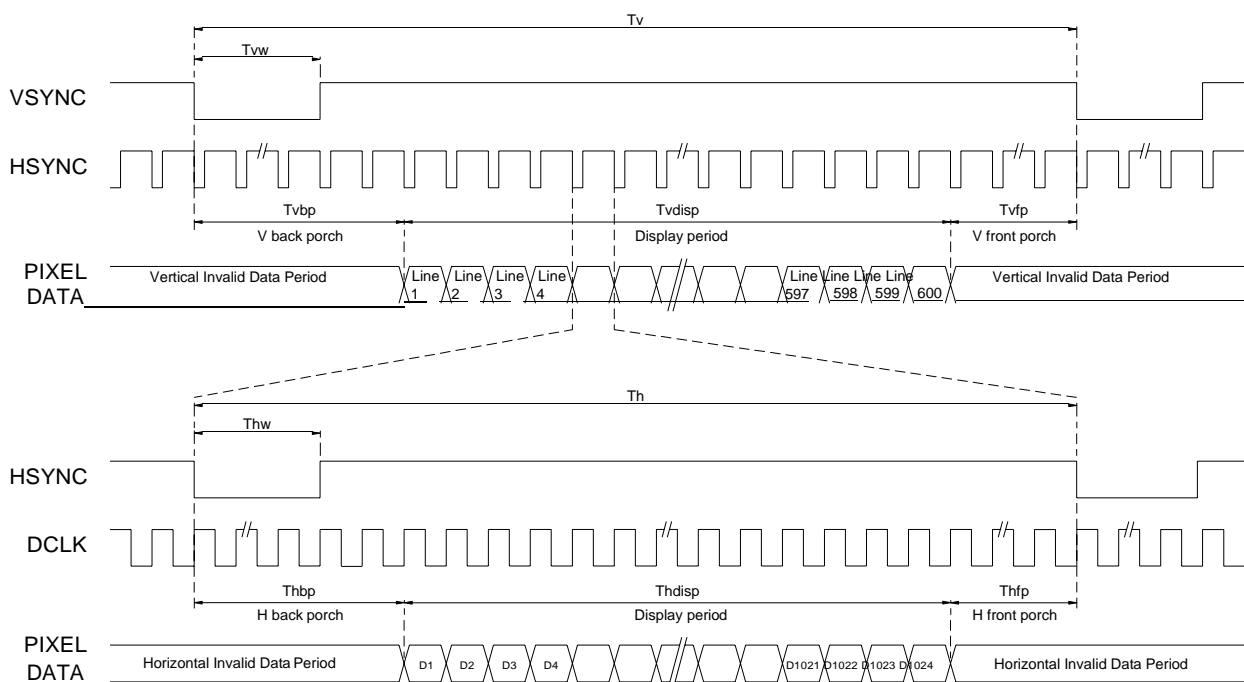 Tv
Tvw
VSYNC
HSYNC
Tvbp
Tvdisp
Tvfp
V back porch
Display period
V front porch
PIXEL
DATA
Vertical Invalid Data Period
Line
1
Line
2
Line
3
Line
4
Line
597
Line
598
Line
599
Line
600
Vertical Invalid Data Period
Th
Thw
HSYNC
DCLK
Thbp
Thdisp
Thfp
H back porch
Display period
H front porch
PIXEL
DATA
Horizontal Invalid Data Period
D1
D2
D3
D4
D1021
D1022
D1023
D1024
Horizontal Invalid Data Period